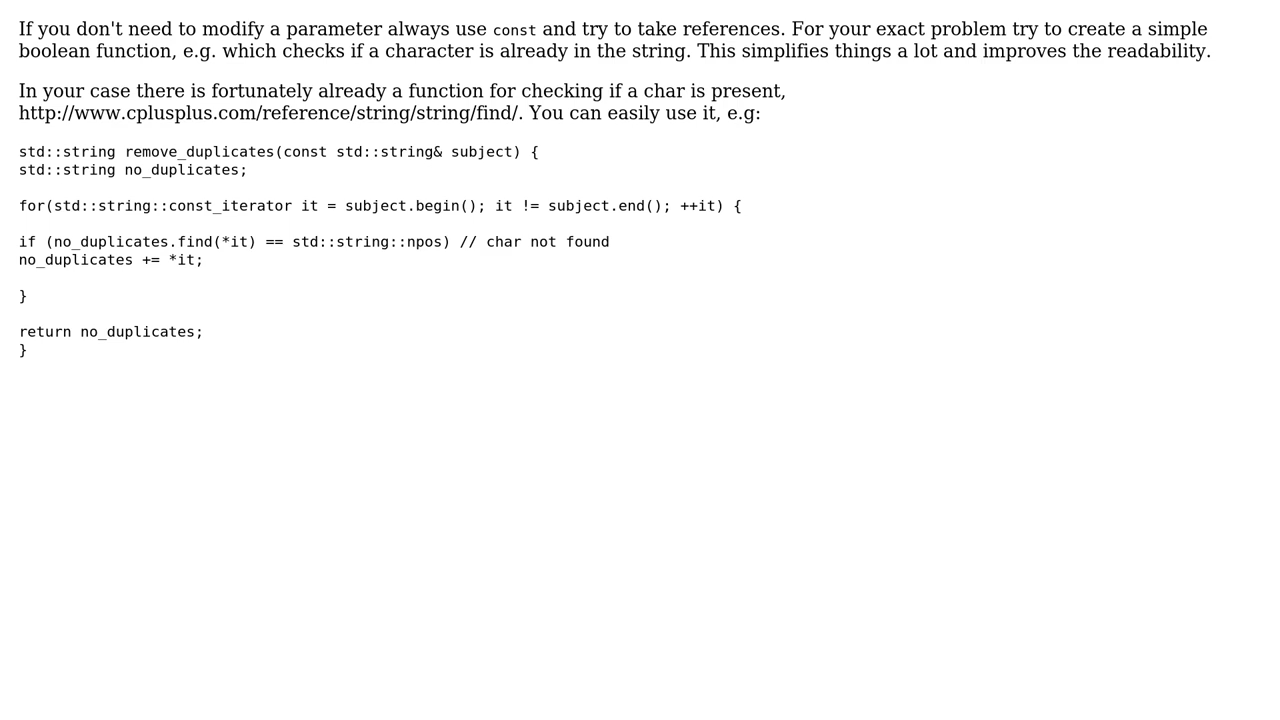 If you don't need to modify a parameter always use const and try to take references. For your exact problem try to create a simple
boolean function, e.g. which checks if a character is already in the string. This simplifies things a lot and improves the readability.
In your case there is fortunately already a function for checking if a char is present,
http://www.cplusplus.com/reference/string/string/find/. You can easily use it, e.g:
std::string remove_duplicates(const std::string& subject) {
std::string no_duplicates;
for(std::string::const_iterator it = subject.begin(); it != subject.end(); ++it) {
if (no_duplicates.find(*it) == std::string::npos) // char not found
no_duplicates += *it;
}
return no_duplicates;
}